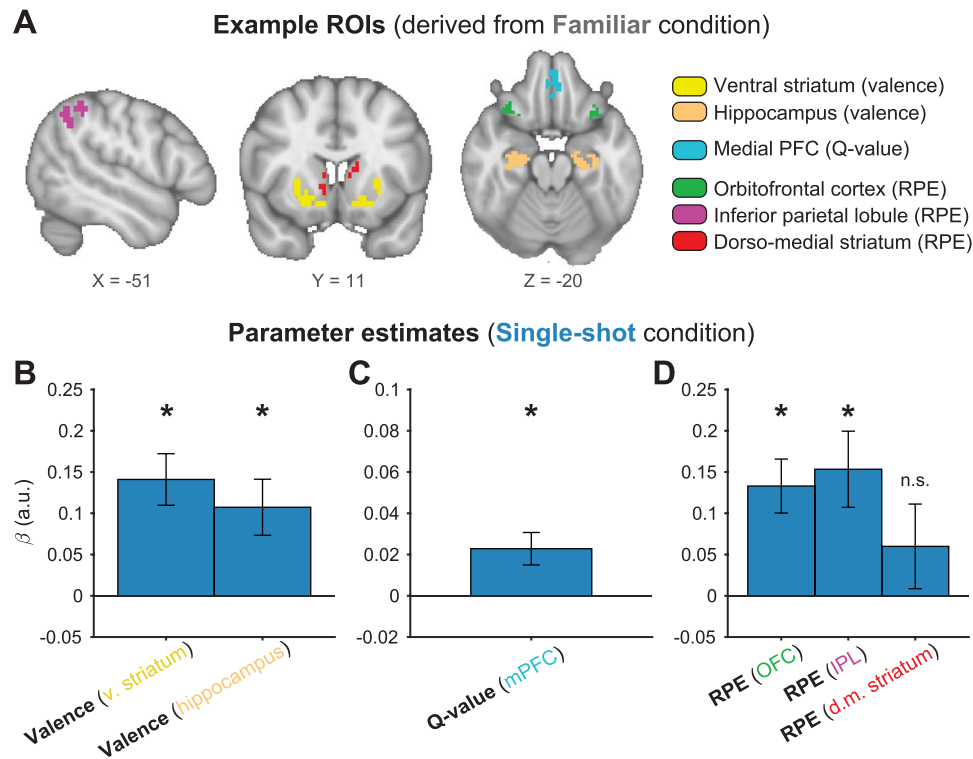 A
Example ROIs (derived from Familiar condition)
Ventral striatum (valence)
Hippocampus (valence)
Medial PFC (Q-value)
Orbitofrontal cortex (RPE)
Inferior parietal lobule (RPE)
Dorso-medial striatum (RPE)
X = -51
Y = 11
Z = -20
Parameter estimates (Single-shot condition)
B
0.25
0.2
0.15
0.1
0.05
0
-0.05
β (a.u.)
*
*
Valence (v. striatum)
Valence (hippocampus)
C
0.1
0.08
0.06
0.04
0.02
0
-0.02
*
Q-value (mPFC)
D
0.25
0.2
0.15
0.1
0.05
0
-0.05
*
*
n.s.
RPE (OFC)
RPE (IPL)
RPE (d.m. striatum)